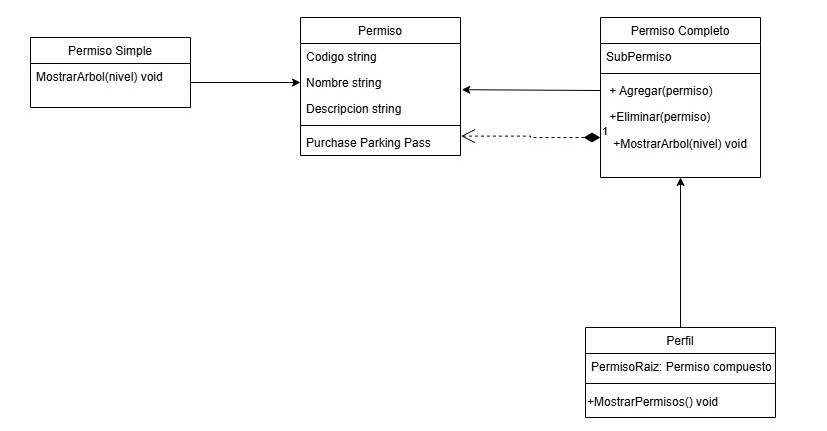 Permiso Simple
MostrarArbol(nivel) void
Permiso
Codigo string
Nombre string
Descripcion string
Purchase Parking Pass
Permiso Completo
SubPermiso
+ Agregar(permiso)
+Eliminar(permiso)
1
+MostrarArbol(nivel) void
Perfil
PermisoRaiz: Permiso compuesto
+MostrarPermisos() void